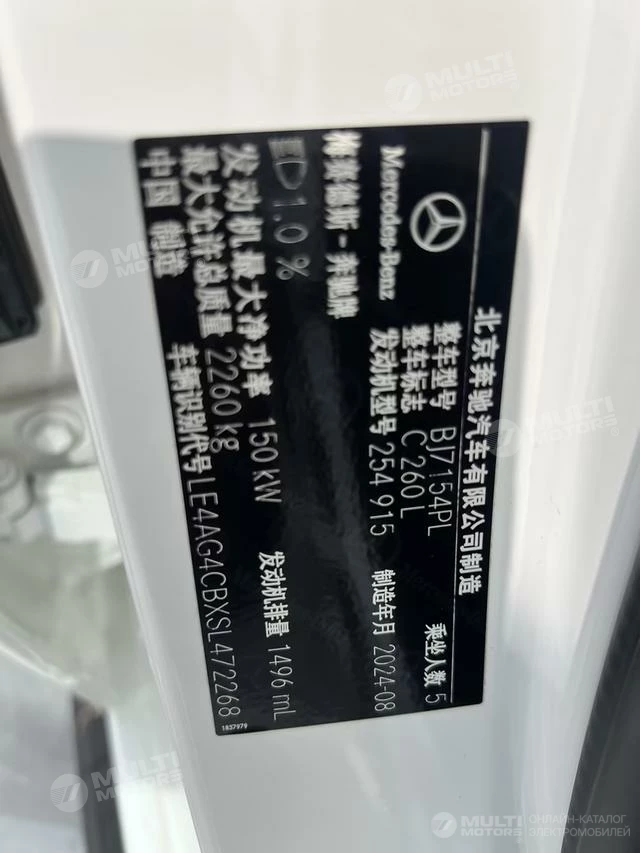 北京奔驰汽车有限公司制造
Mercedes-Benz
梅赛德斯-奔驰牌
整车型号 BJ7154PL
整车标志 C 260 L
乘坐人数 5
发动机型号 254 915
制造年月 2024-08
1.0 %
发动机最大净功率 150 kW
发动机排量 1496 mL
最大允许总质量 2260 kg
中国 制造
车辆识别代号 LE4AG4CBXSL472268
1837979
MULTI
MOTORS
MULTI
MOTORS
MULTI
MOTORS
MULTI
MOTORS
MULTI
MOTORS
ОНЛАЙН-КАТАЛОГ
ЭЛЕКТРОМОБИЛЕЙ